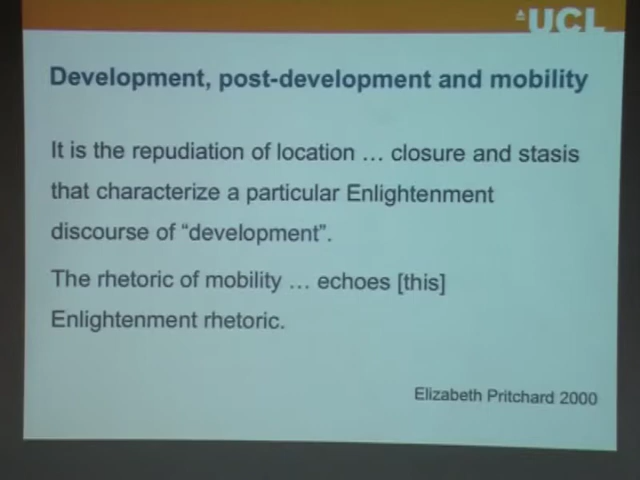 UCL
Development, post-development and mobility
It is the repudiation of location … closure and stasis
that characterize a particular Enlightenment
discourse of “development”.
The rhetoric of mobility … echoes [this]
Enlightenment rhetoric.
Elizabeth Pritchard 2000